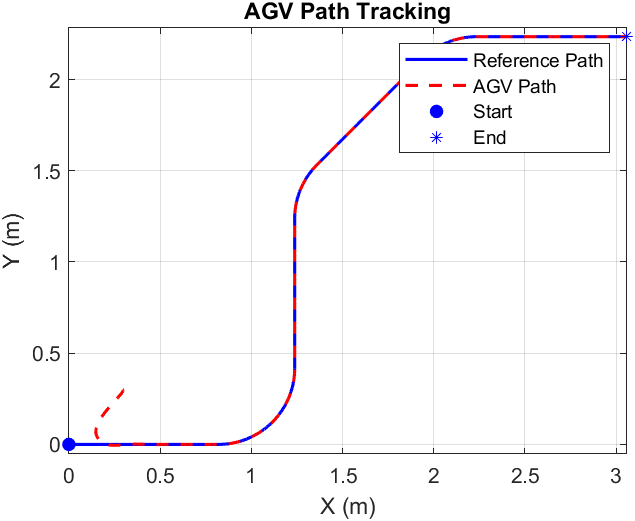 AGV Path Tracking
Reference Path
AGV Path
Start
End
Y (m)
2
1.5
1
0.5
0
0 0.5 1 1.5 2 2.5 3
X (m)